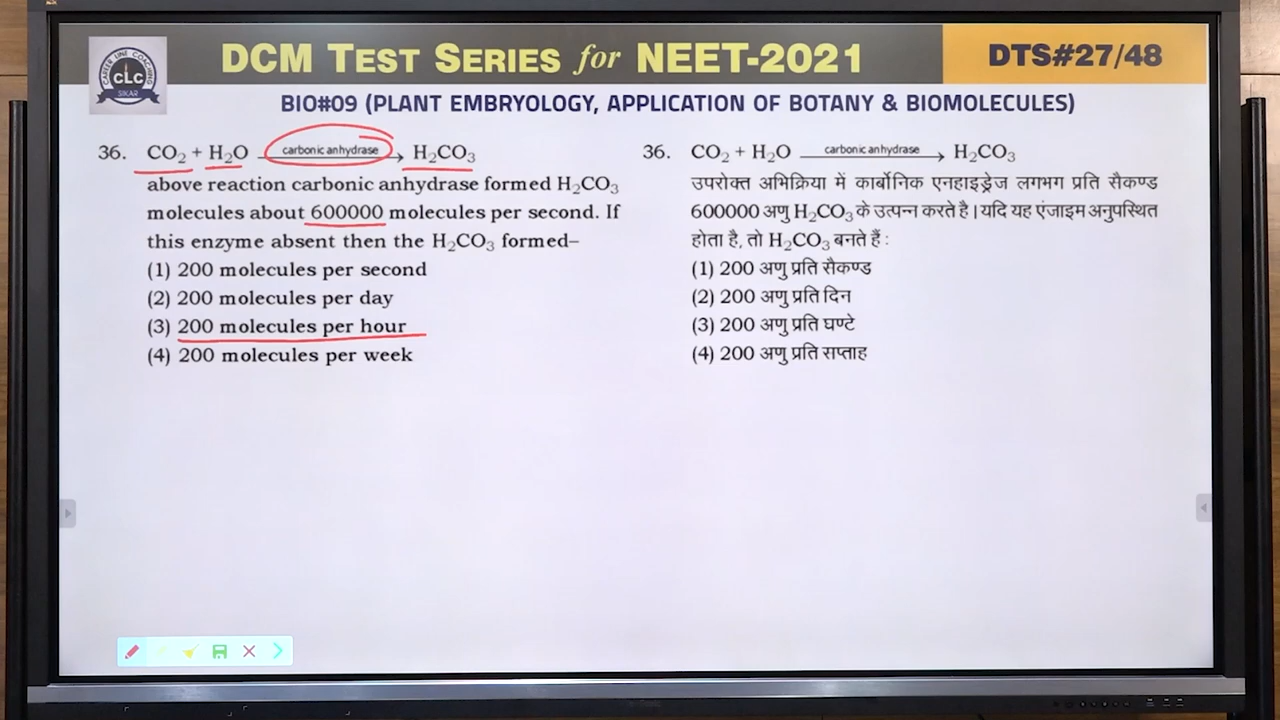 DCM TEST SERIES for NEET-2021
DTS#27/48
CLC
SIKAR
BIO#09 (PLANT EMBRYOLOGY, APPLICATION OF BOTANY & BIOMOLECULES)
36. CO₂ + H₂O carbonic anhydrase → H₂CO₃
above reaction carbonic anhydrase formed H₂CO₃
molecules about 600000 molecules per second. If
this enzyme absent then the H₂CO₃ formed–
(1) 200 molecules per second
(2) 200 molecules per day
(3) 200 molecules per hour
(4) 200 molecules per week
36. CO₂ + H₂O carbonic anhydrase → H₂CO₃
उपरोक्त अभिक्रिया में कार्बोनिक एनहाइड्रेज लगभग प्रति सैकण्ड
600000 अणु H₂CO₃ के उत्पन्न करते है। यदि यह एंजाइम अनुपस्थित
होता है, तो H₂CO₃ बनते हैं :
(1) 200 अणु प्रति सैकण्ड
(2) 200 अणु प्रति दिन
(3) 200 अणु प्रति घण्टे
(4) 200 अणु प्रति सप्ताह